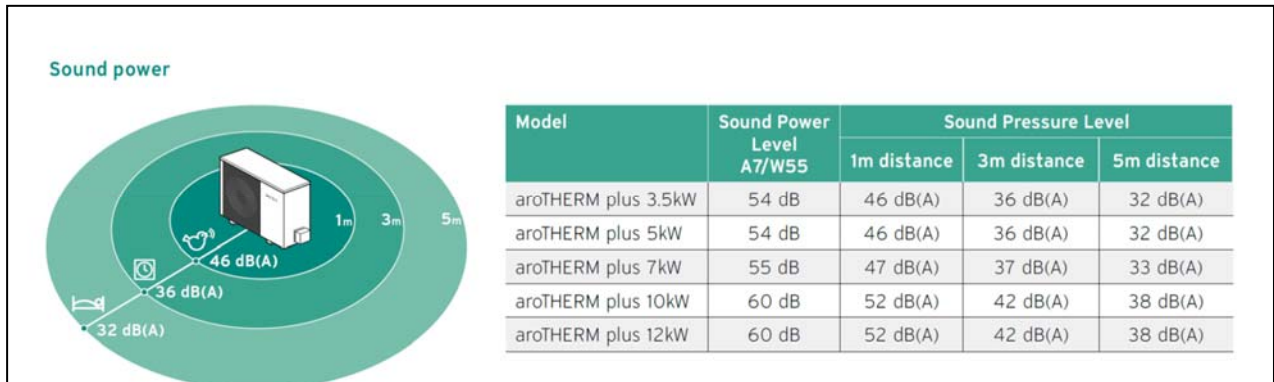 Sound power
1m
3m
5m
46 dB(A)
36 dB(A)
32 dB(A)
Model
Sound Power Level A7/W55
Sound Pressure Level
1m distance
3m distance
5m distance
aroTHERM plus 3.5kW 54 dB 46 dB(A) 36 dB(A) 32 dB(A)
aroTHERM plus 5kW 54 dB 46 dB(A) 36 dB(A) 32 dB(A)
aroTHERM plus 7kW 55 dB 47 dB(A) 37 dB(A) 33 dB(A)
aroTHERM plus 10kW 60 dB 52 dB(A) 42 dB(A) 38 dB(A)
aroTHERM plus 12kW 60 dB 52 dB(A) 42 dB(A) 38 dB(A)